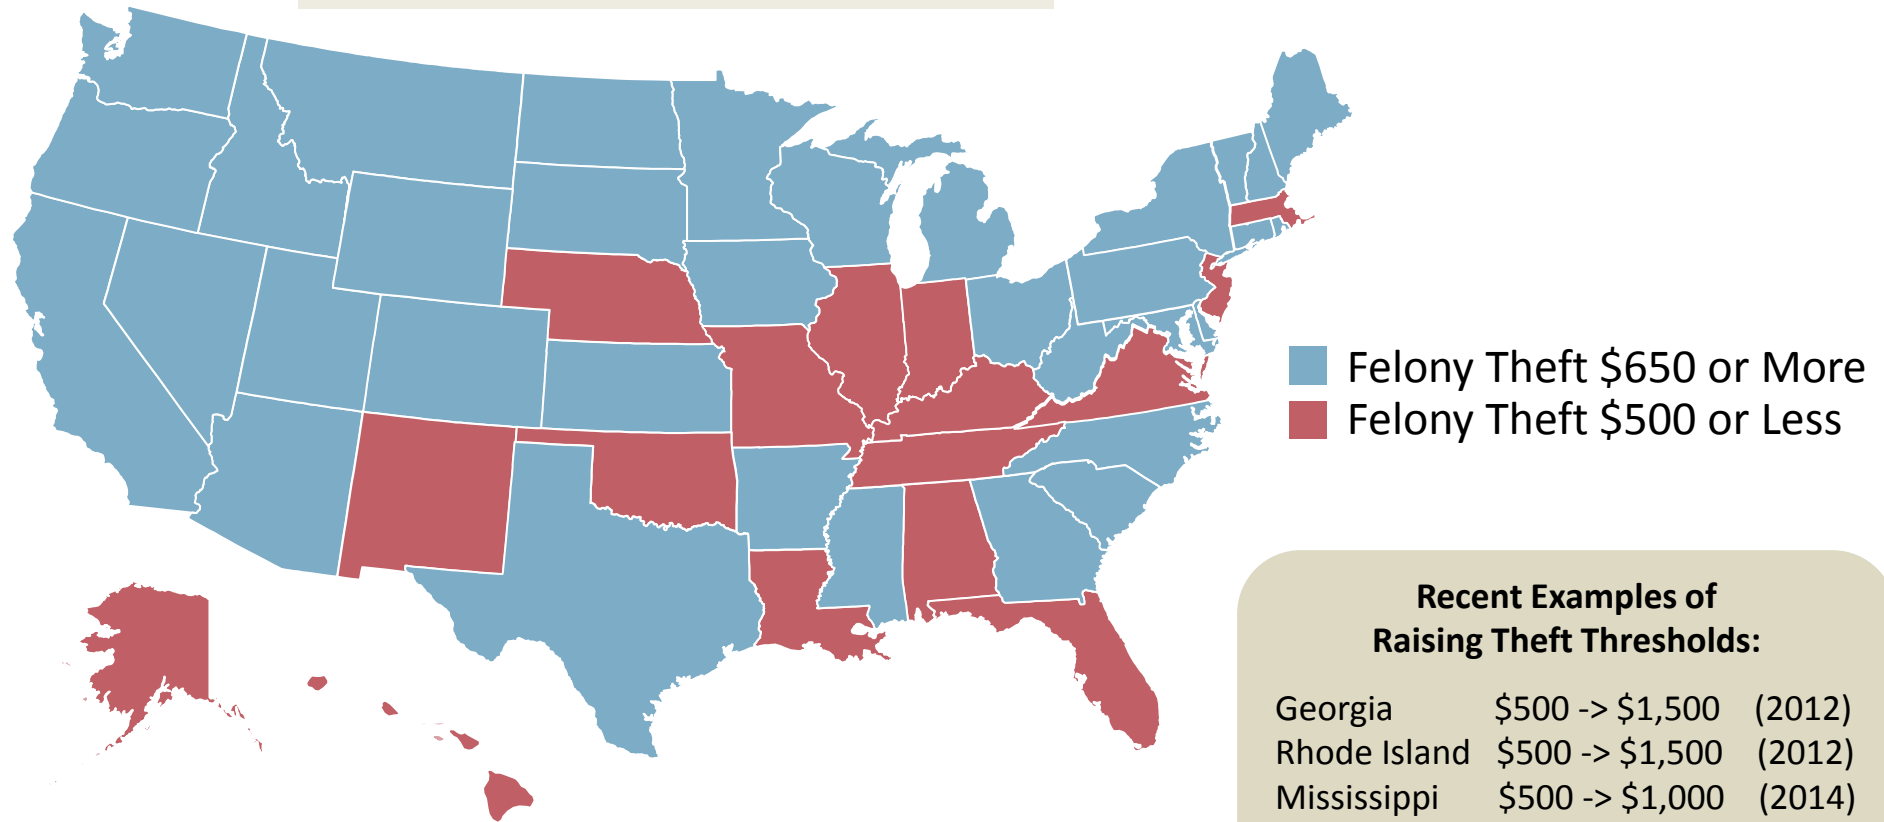 Felony Theft $650 or More
Felony Theft $500 or Less
Recent Examples of
Raising Theft Thresholds:
Georgia $500 -> $1,500 (2012)
Rhode Island $500 -> $1,500 (2012)
Mississippi $500 -> $1,000 (2014)